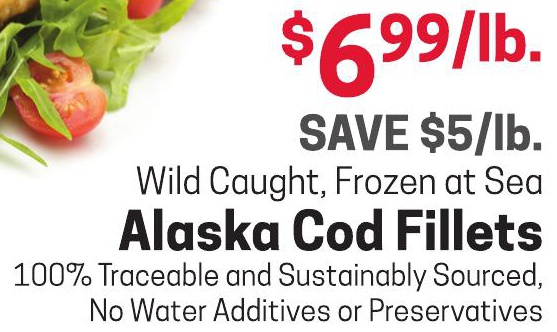 $6.99/lb.
SAVE $5/lb.
Wild Caught, Frozen at Sea
Alaska Cod Fillets
100% Traceable and Sustainably Sourced,
No Water Additives or Preservatives